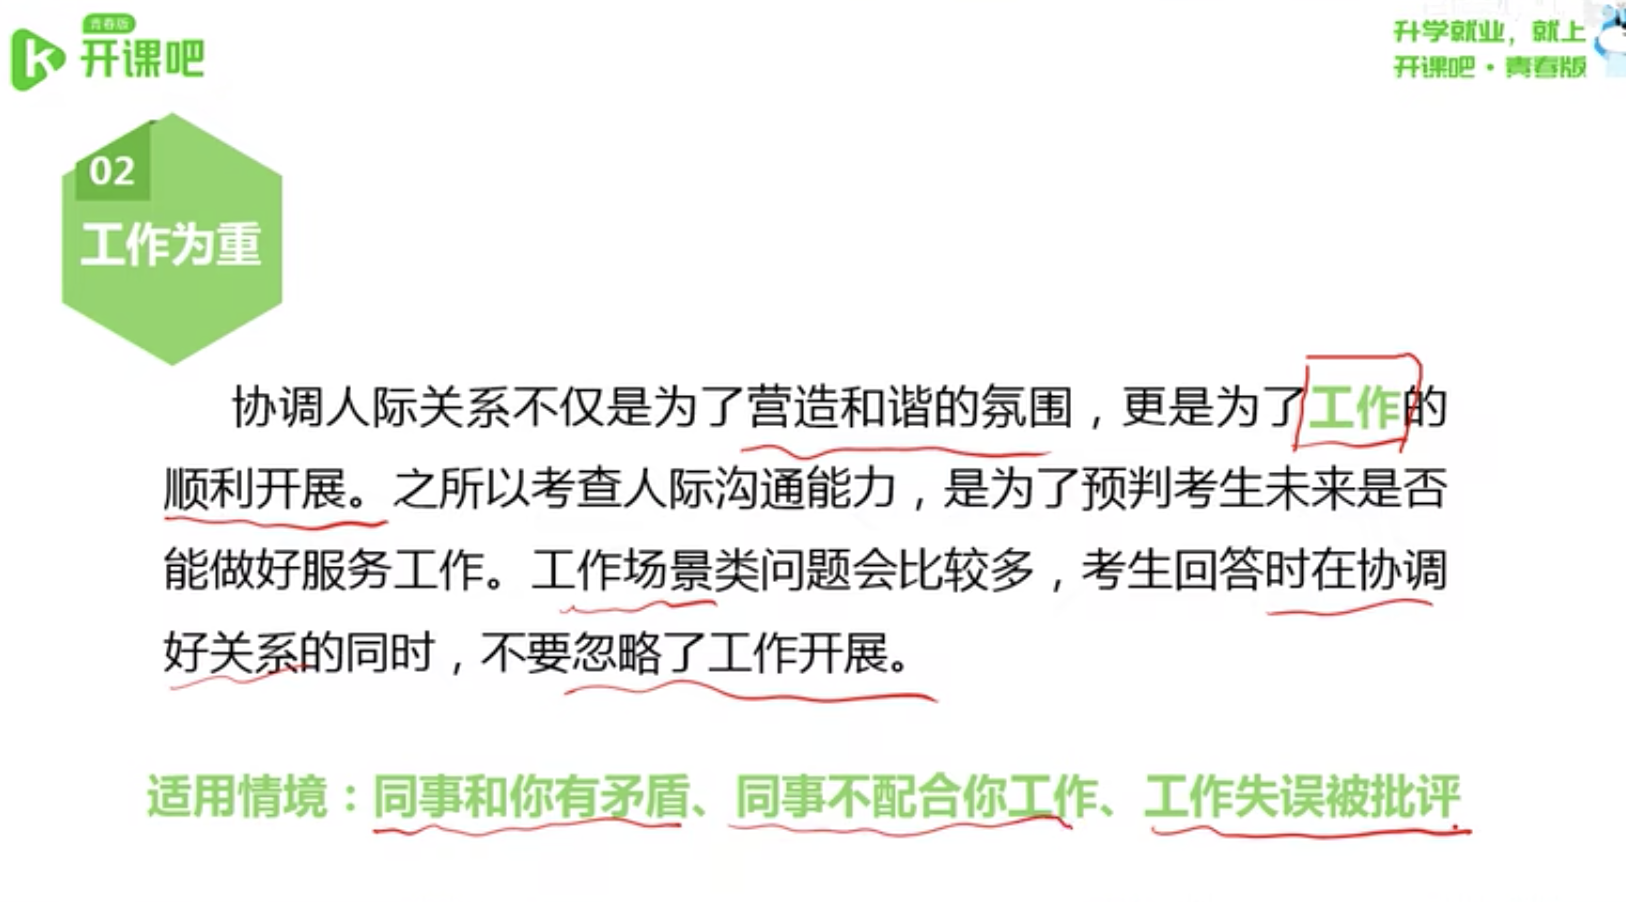 青春版
开课吧
升学就业，就上
开课吧·青春版
02
工作为重
协调人际关系不仅是为了营造和谐的氛围，更是为了工作的
顺利开展。之所以考查人际沟通能力，是为了预判考生未来是否
能做好服务工作。工作场景类问题会比较多，考生回答时在协调
好关系的同时，不要忽略了工作开展。
适用情境：同事和你有矛盾、同事不配合你工作、工作失误被批评